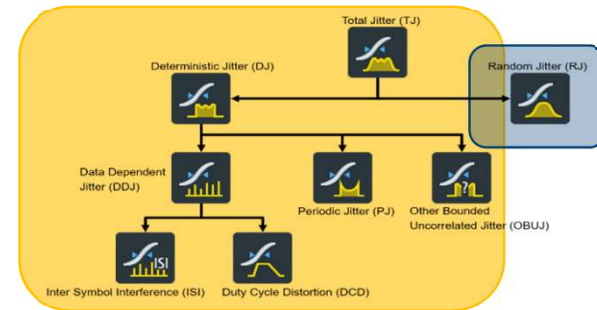 Total Jitter (TJ)
Deterministic Jitter (DJ)
Random Jitter (RJ)
Data Dependent
Jitter (DDJ)
Periodic Jitter (PJ)
?
Other Bounded
Uncorrelated Jitter (OBUJ)
ISI
Inter Symbol Interference (ISI)
Duty Cycle Distortion (DCD)